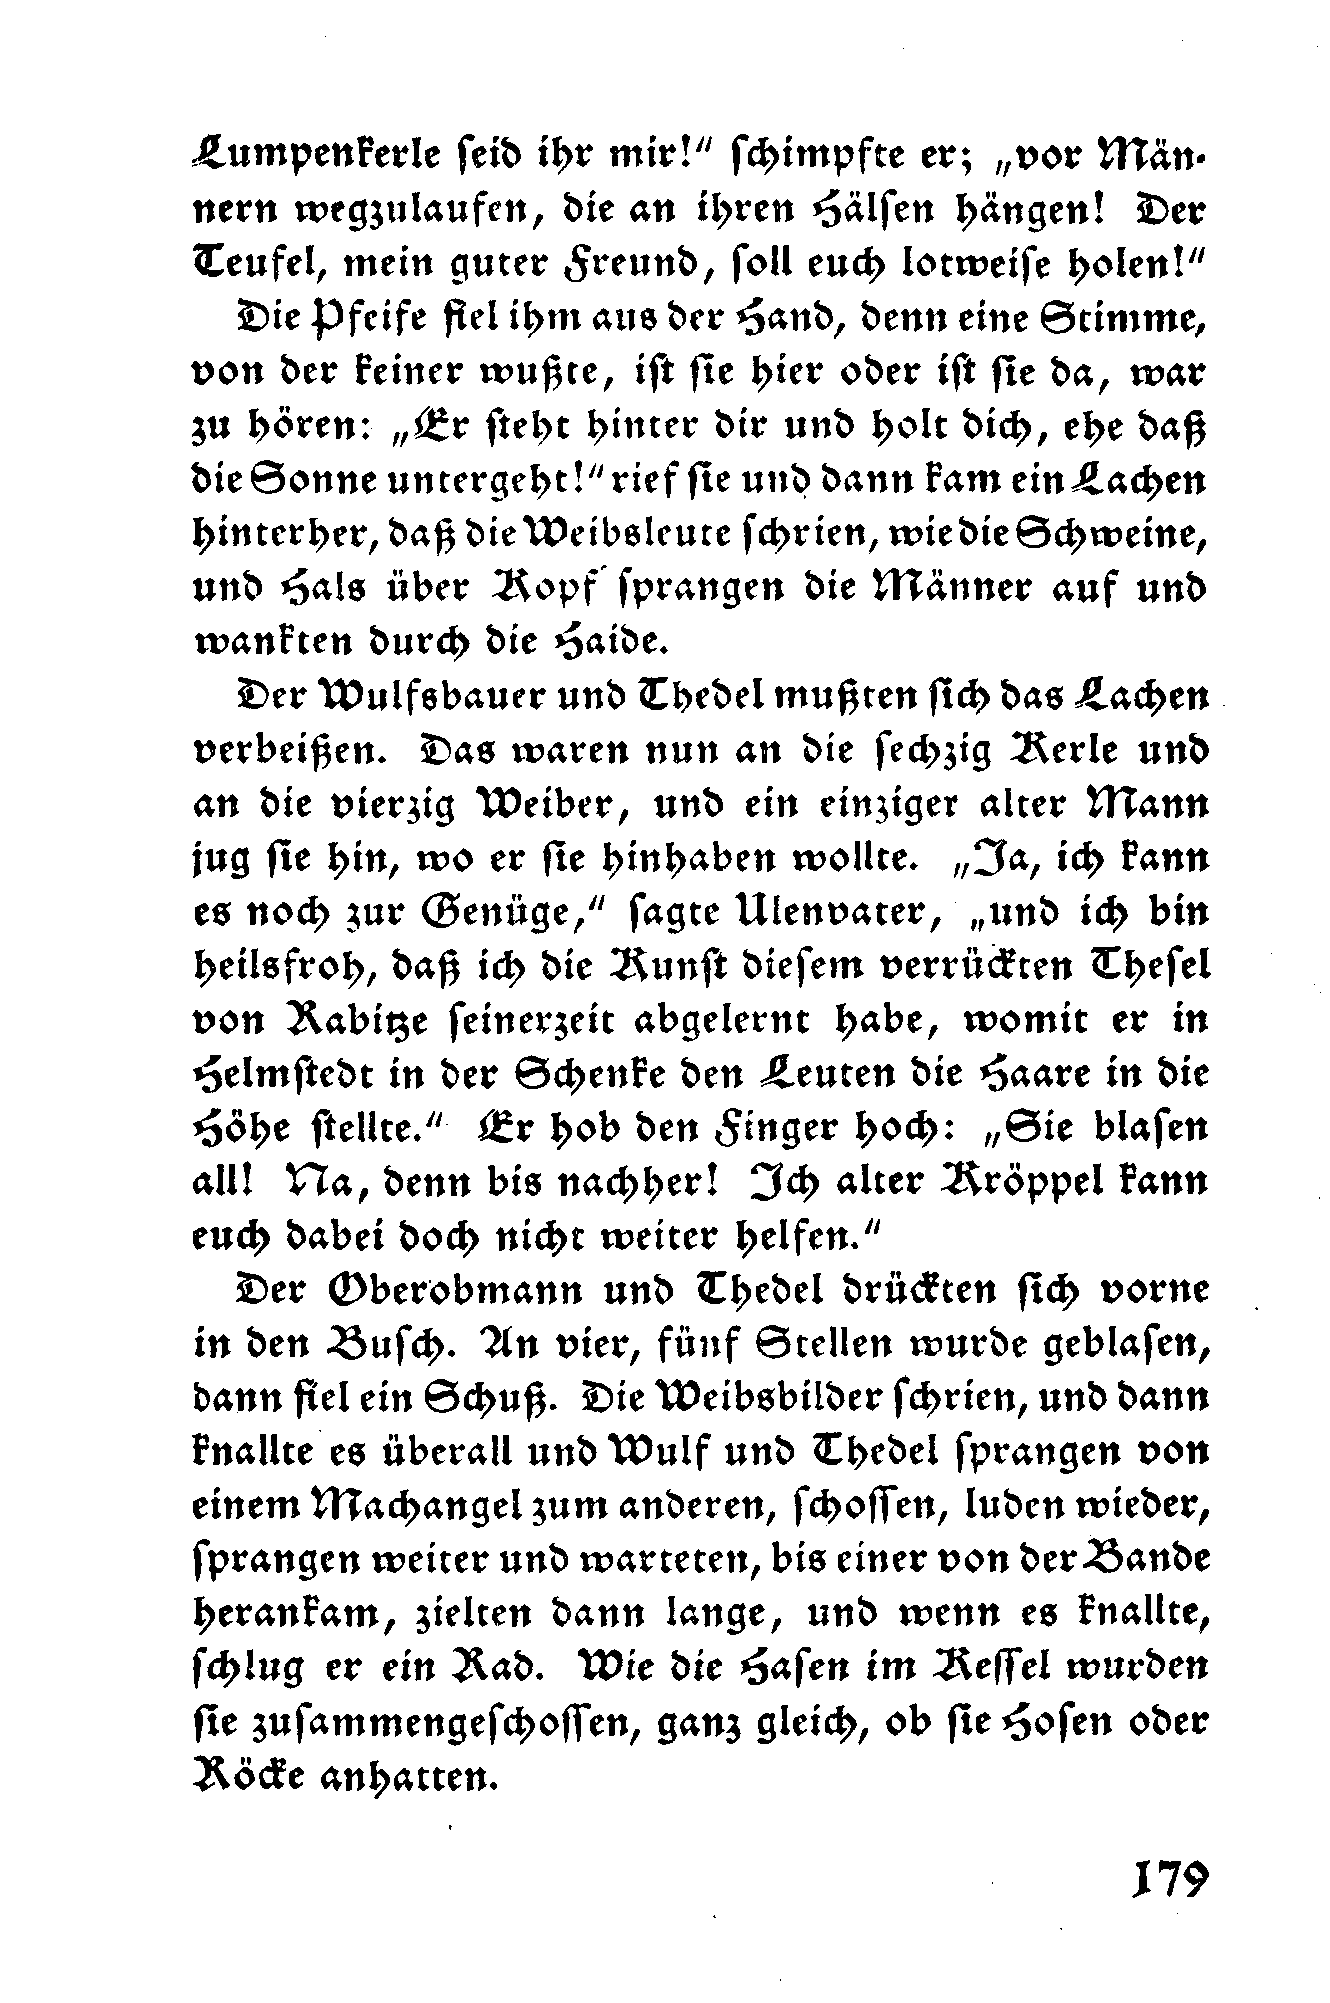 Lumpenkerle seid ihr mir!“ schimpfte er; „vor Män-
nern wegzulaufen, die an ihren Hälsen hängen! Der
Teufel, mein guter Freund, soll euch lotweise holen!“
Die Pfeife fiel ihm aus der Hand, denn eine Stimme,
von der keiner wußte, ist sie hier oder ist sie da, war
zu hören: „Er steht hinter dir und holt dich, ehe daß
die Sonne untergeht!“ rief sie und dann kam ein Lachen
hinterher, daß die Weibsleute schrien, wie die Schweine,
und Hals über Kopf sprangen die Männer auf und
wankten durch die Haide.
Der Wulfsbauer und Thedel mußten sich das Lachen
verbeißen. Das waren nun an die sechzig Kerle und
an die vierzig Weiber, und ein einziger alter Mann
jug sie hin, wo er sie hinhaben wollte. „Ja, ich kann
es noch zur Genüge,“ sagte Ulenvater, „und ich bin
heilsfroh, daß ich die Kunst diesem verrückten Thesel
von Rabitze seinerzeit abgelernt habe, womit er in
Helmstedt in der Schenke den Leuten die Haare in die
Höhe stellte.“ Er hob den Finger hoch: „Sie blasen
all! Na, denn bis nachher! Ich alter Kröppel kann
euch dabei doch nicht weiter helfen.“
Der Oberobmann und Thedel drückten sich vorne
in den Busch. An vier, fünf Stellen wurde geblasen,
dann fiel ein Schuß. Die Weibsbilder schrien, und dann
knallte es überall und Wulf und Thedel sprangen von
einem Machangel zum anderen, schossen, luden wieder,
sprangen weiter und warteten, bis einer von der Bande
herankam, zielten dann lange, und wenn es knallte,
schlug er ein Rad. Wie die Hasen im Kessel wurden
sie zusammengeschossen, ganz gleich, ob sie Hosen oder
Röcke anhatten.
179